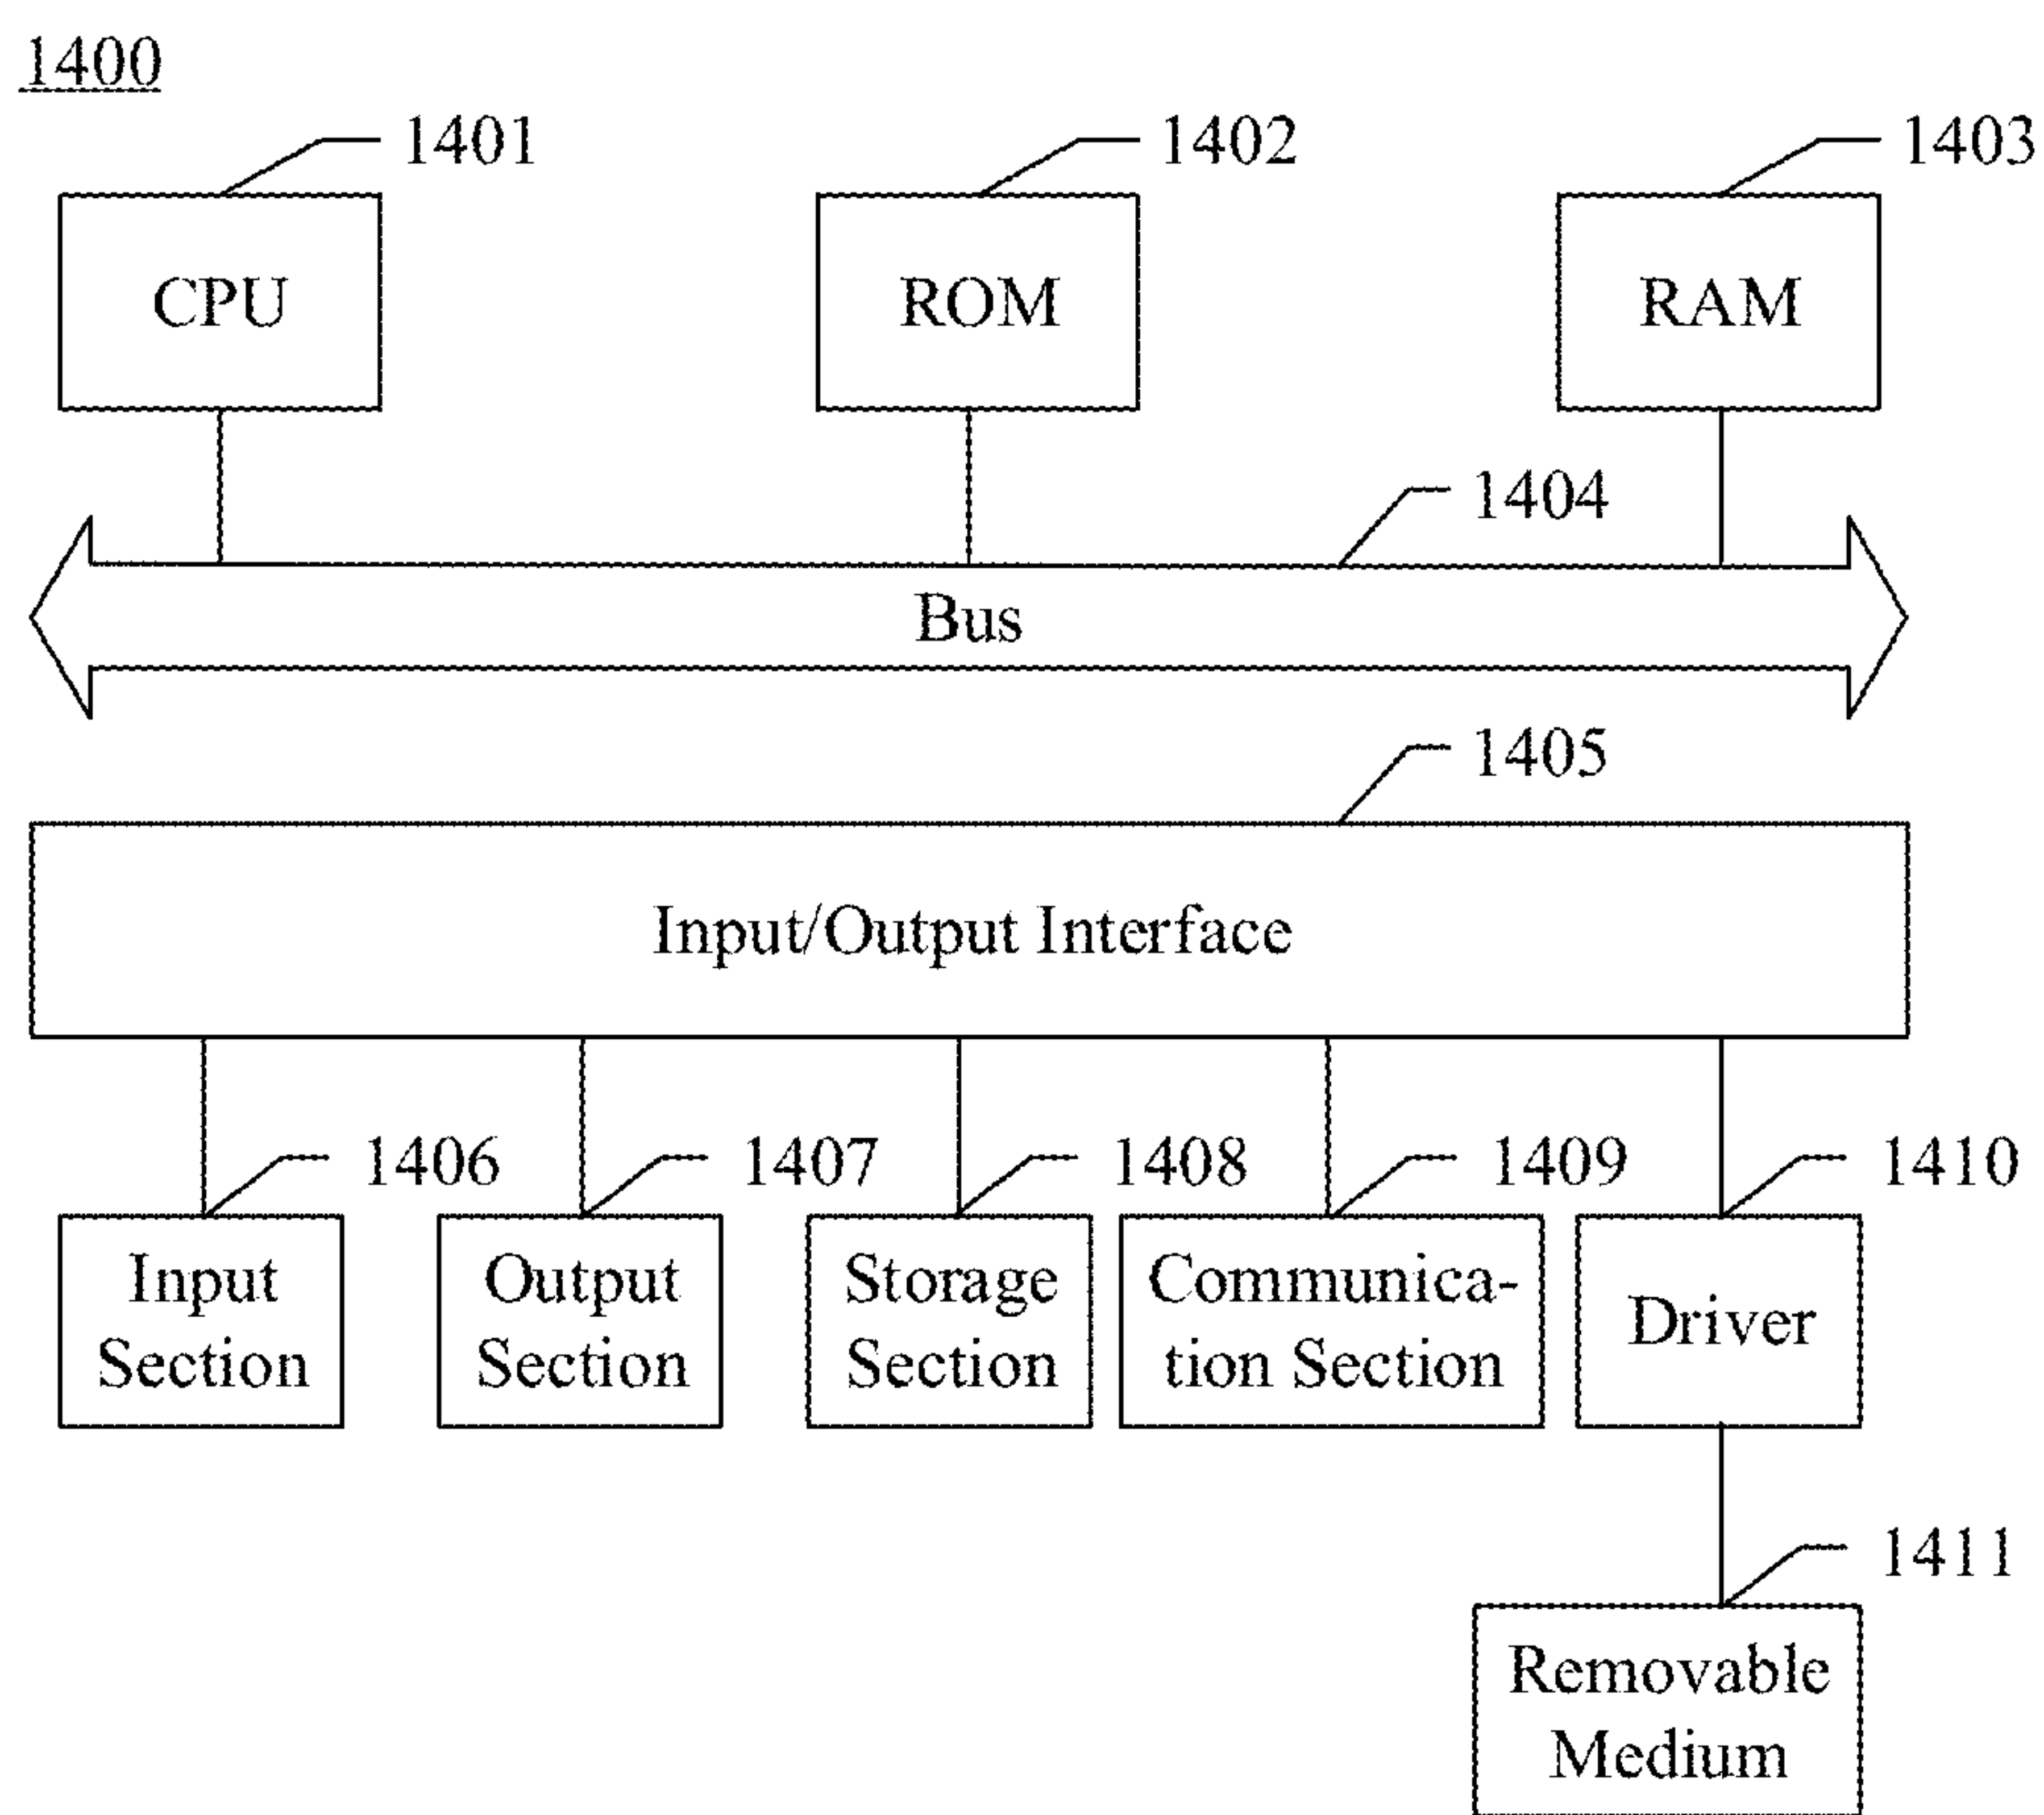 1400
1401
1402
1403
CPU
ROM
RAM
1404
Bus
1405
Input/Output Interface
1406
1407
1408
1409
1410
Input
Section
Output
Section
Storage
Section
Communica-
tion Section
Driver
1411
Removable
Medium